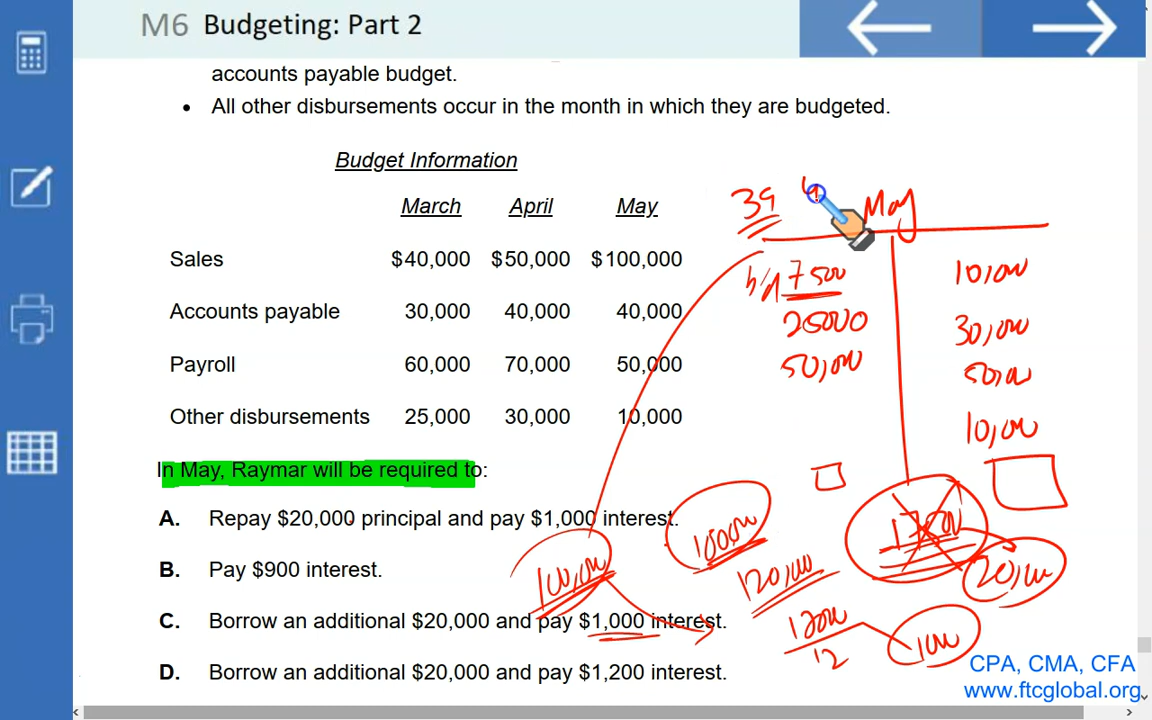 M6 Budgeting: Part 2
accounts payable budget.
• All other disbursements occur in the month in which they are budgeted.
Budget Information
March April May
Sales $40,000 $50,000 $100,000
Accounts payable 30,000 40,000 40,000
Payroll 60,000 70,000 50,000
Other disbursements 25,000 30,000 10,000
In May, Raymar will be required to:
A. Repay $20,000 principal and pay $1,000 interest.
B. Pay $900 interest.
C. Borrow an additional $20,000 and pay $1,000 interest.
D. Borrow an additional $20,000 and pay $1,200 interest.
39
May
b/d 7500
25000
50,000
10,000
30,000
50,00
10,000
100,000
120,000
20,000
12
CPA, CMA, CFA
www.ftcglobal.org